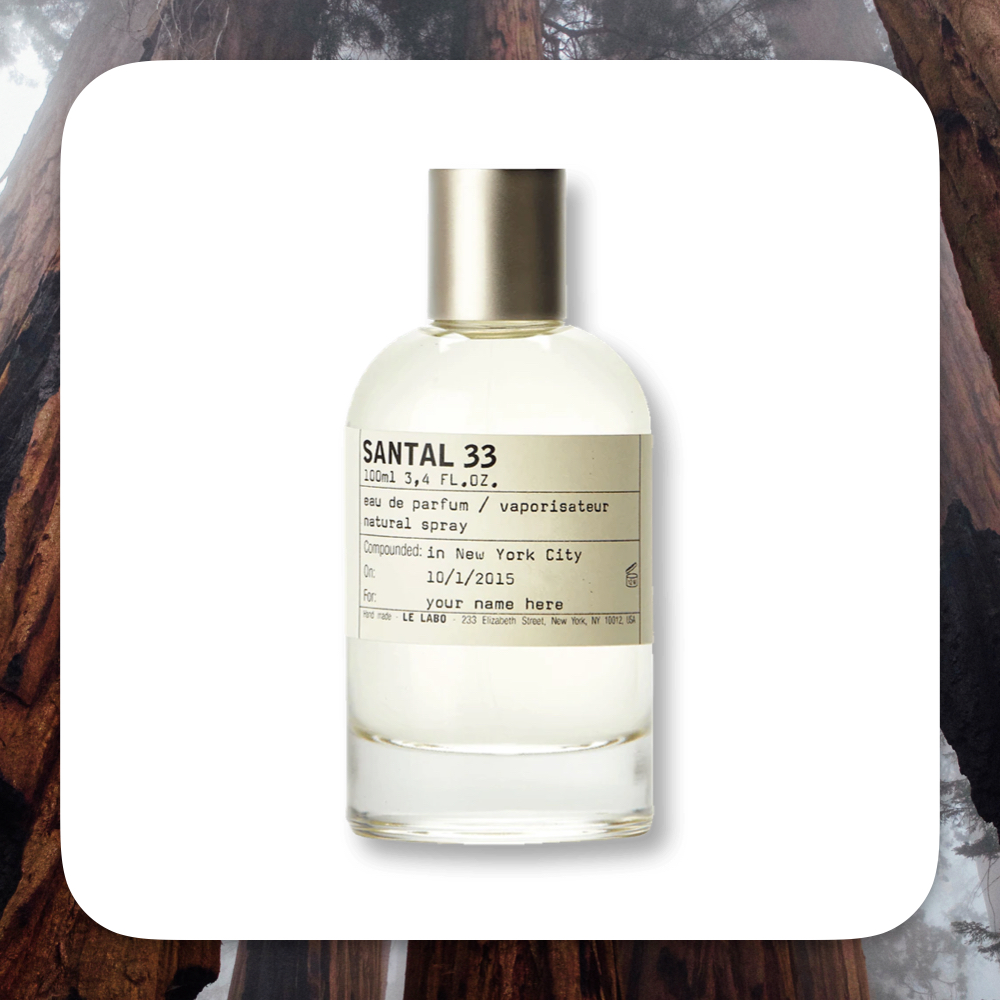 SANTAL 33
100ml 3,4 FL.OZ.
eau de parfum / vaporisateur
natural spray
Compounded: in New York City
On: 10/1/2015
For: your name here
Hand made - LE LABO - 233 Elizabeth Street, New York, NY 10012, USA